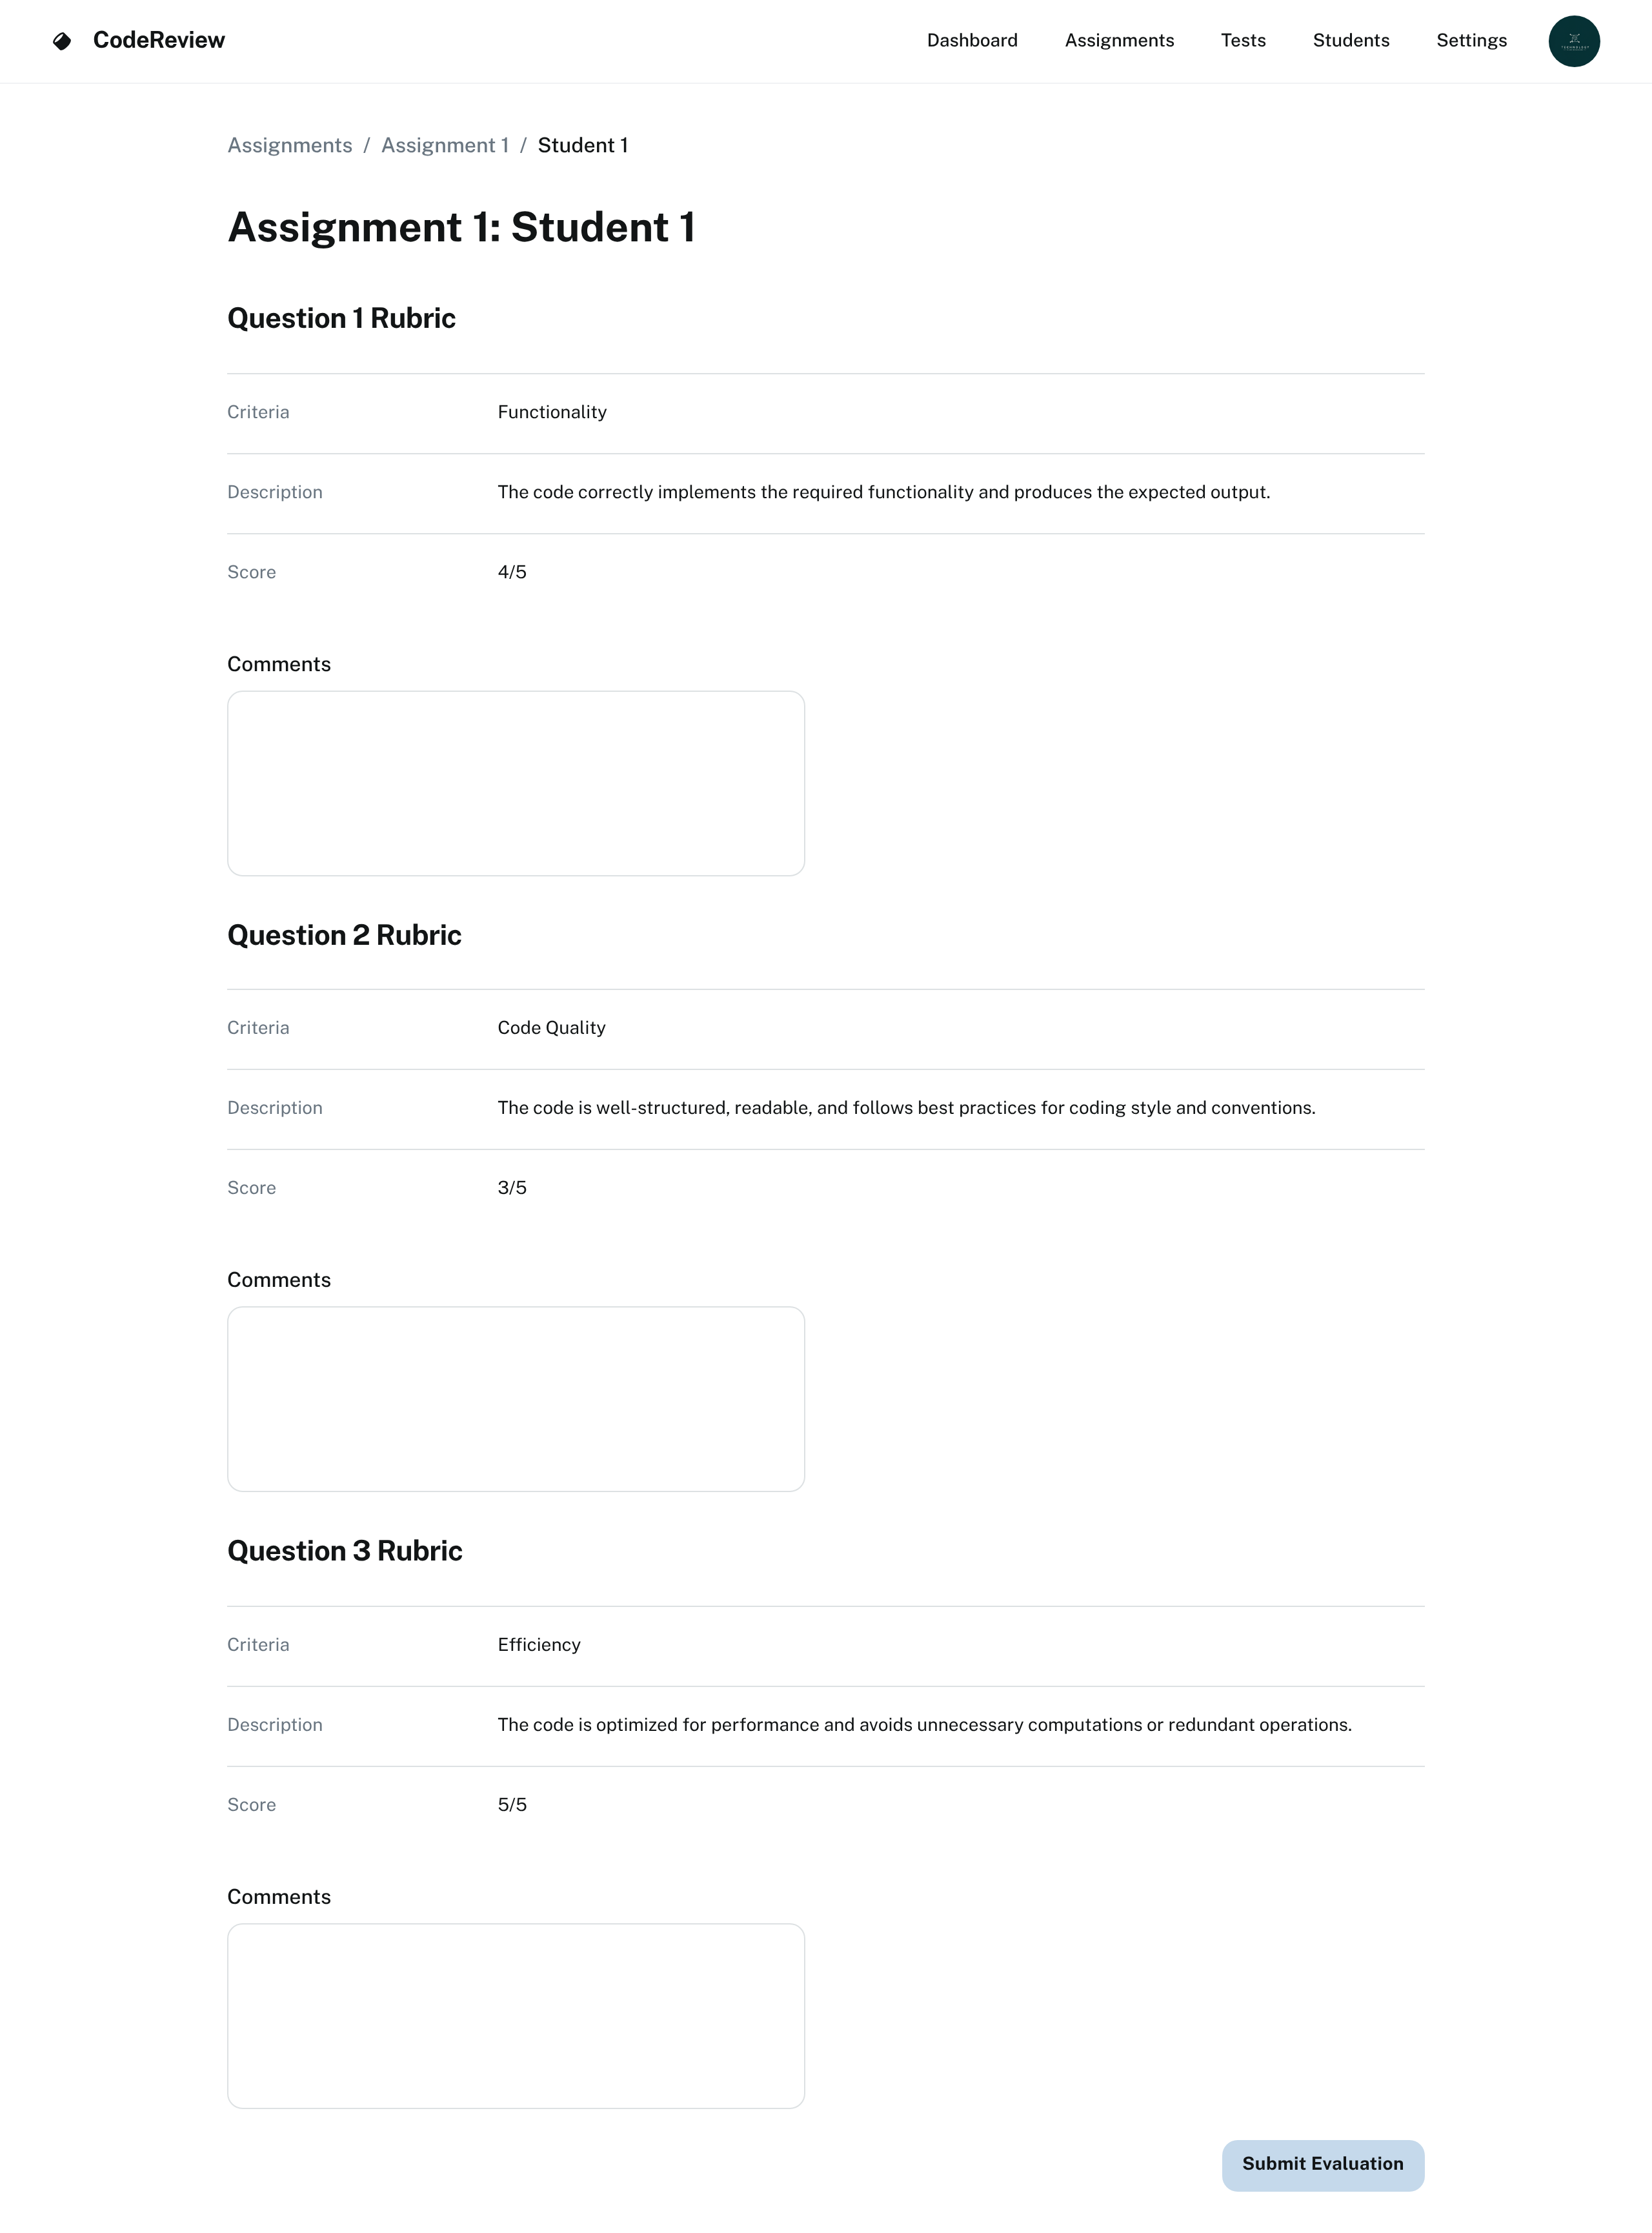 CodeReview
Dashboard Assignments Tests Students Settings
Assignments / Assignment 1 / Student 1
Assignment 1: Student 1
Question 1 Rubric
Criteria Functionality
Description The code correctly implements the required functionality and produces the expected output.
Score 4/5
Comments
Question 2 Rubric
Criteria Code Quality
Description The code is well-structured, readable, and follows best practices for coding style and conventions.
Score 3/5
Comments
Question 3 Rubric
Criteria Efficiency
Description The code is optimized for performance and avoids unnecessary computations or redundant operations.
Score 5/5
Comments
Submit Evaluation